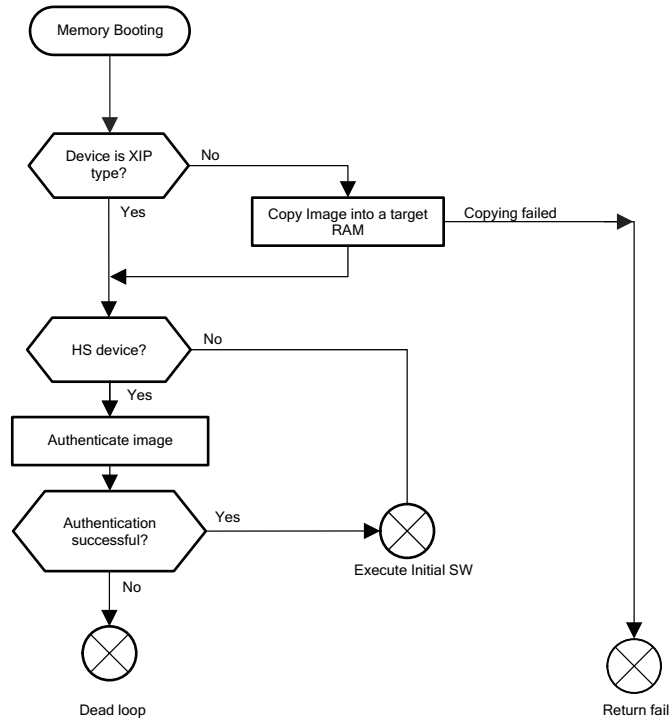 Memory Booting
Device is XIP
type?
No
Yes
Copy Image into a target
RAM
Copying failed
HS device?
No
Yes
Authenticate image
Authentication
successful?
Yes
No
Execute Initial SW
Dead loop
Return fail